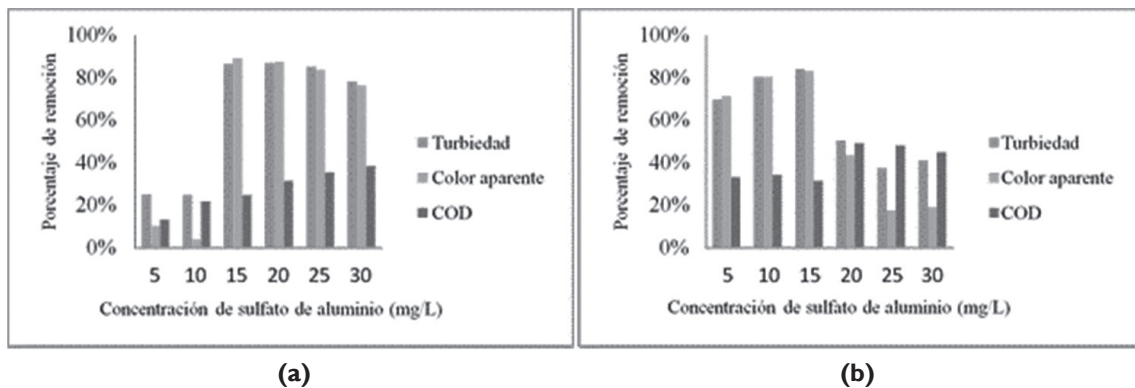 Porcentaje de remoción
100%
80%
60%
40%
20%
0%
5 10 15 20 25 30
Concentración de sulfato de aluminio (mg/L)
Turbiedad
Color aparente
COD
(a)
Porcentaje de remoción
100%
80%
60%
40%
20%
0%
5 10 15 20 25 30
Concentración de sulfato de aluminio (mg/L)
Turbiedad
Color aparente
COD
(b)